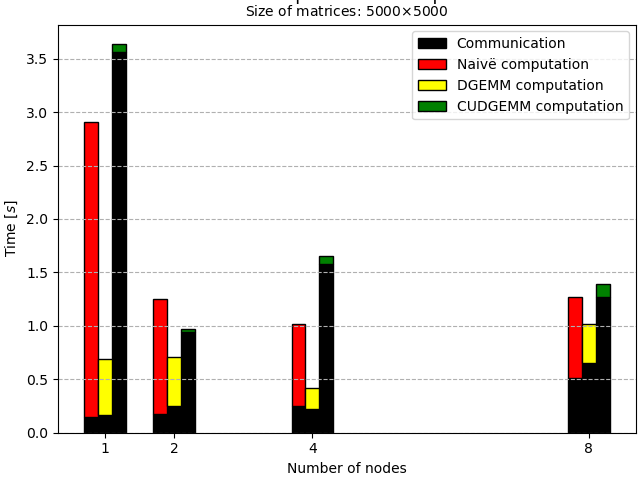 Size of matrices: 5000×5000
Communication
Naivë computation
DGEMM computation
CUDGEMM computation
3.5
3.0
2.5
2.0
1.5
1.0
0.5
0.0
Time [s]
1 2 4 8
Number of nodes